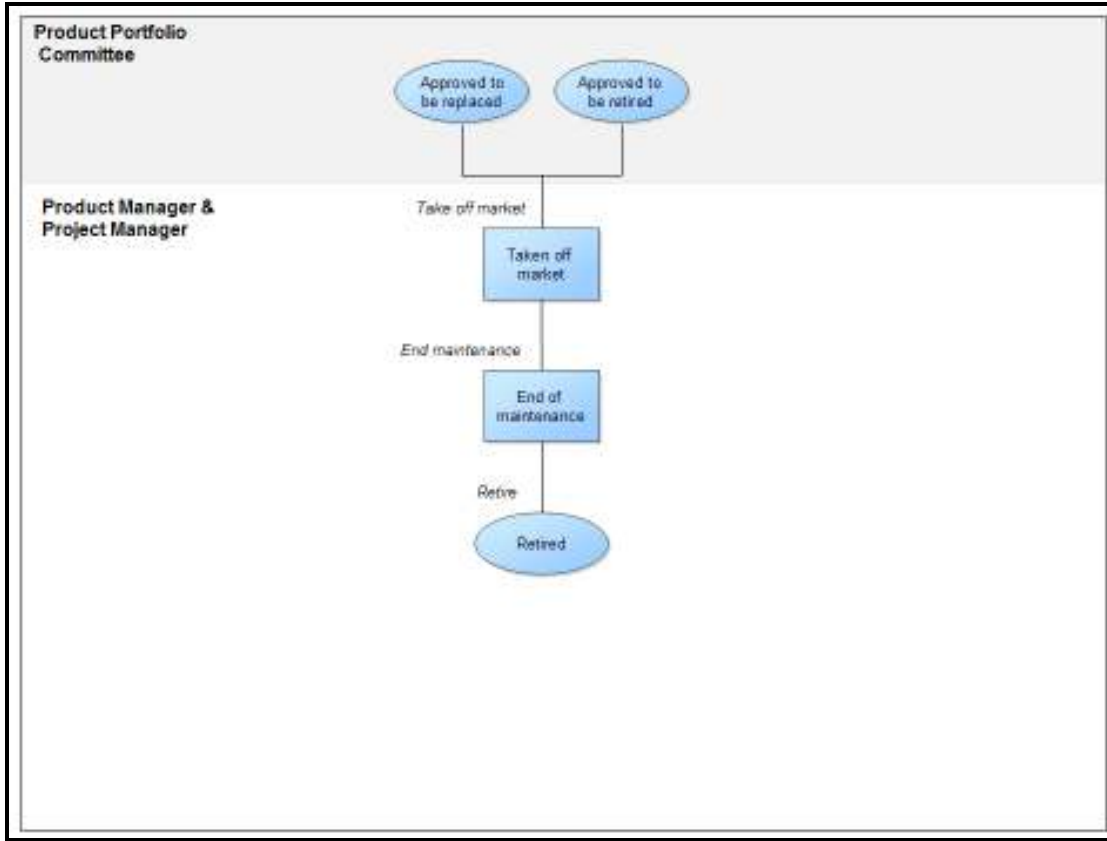 Product Portfolio
Committee
Approved to
be replaced
Approved to
be retired
Product Manager &
Project Manager
Take off market
Taken off
market
End maintenance
End of
maintenance
Retire
Retired